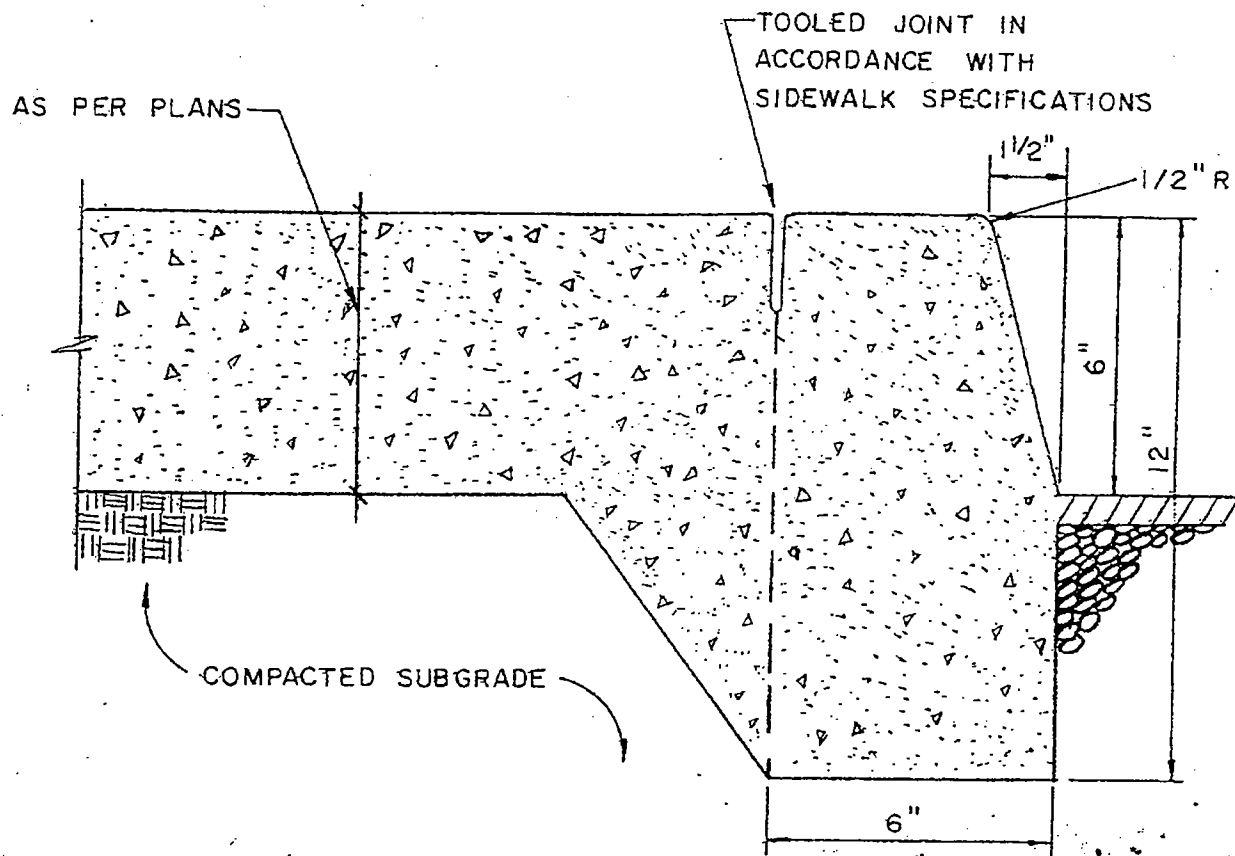 TOOLED JOINT IN
ACCORDANCE WITH
SIDEWALK SPECIFICATIONS
AS PER PLANS
1 1/2"
1/2" R
6"
12"
COMPACTED SUBGRADE
6"